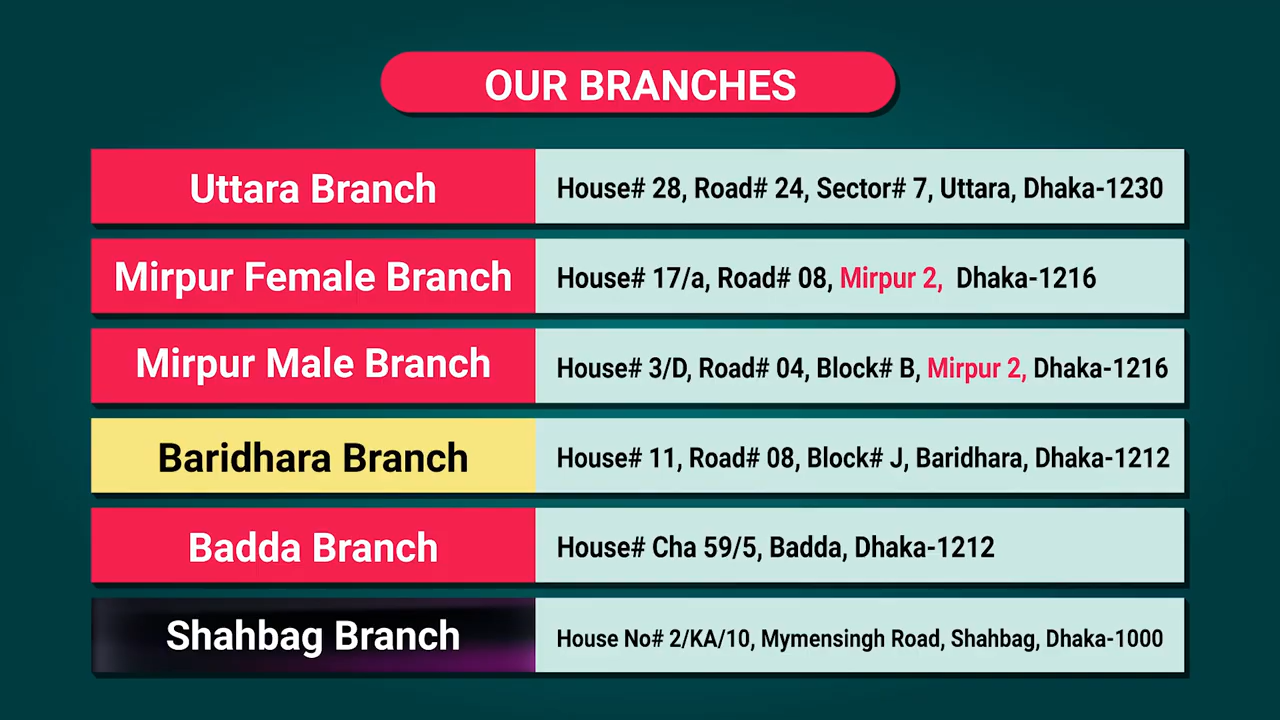 OUR BRANCHES
Uttara Branch House# 28, Road# 24, Sector# 7, Uttara, Dhaka-1230
Mirpur Female Branch House# 17/a, Road# 08, Mirpur 2, Dhaka-1216
Mirpur Male Branch House# 3/D, Road# 04, Block# B, Mirpur 2, Dhaka-1216
Baridhara Branch House# 11, Road# 08, Block# J, Baridhara, Dhaka-1212
Badda Branch House# Cha 59/5, Badda, Dhaka-1212
Shahbag Branch House No# 2/KA/10, Mymensingh Road, Shahbag, Dhaka-1000